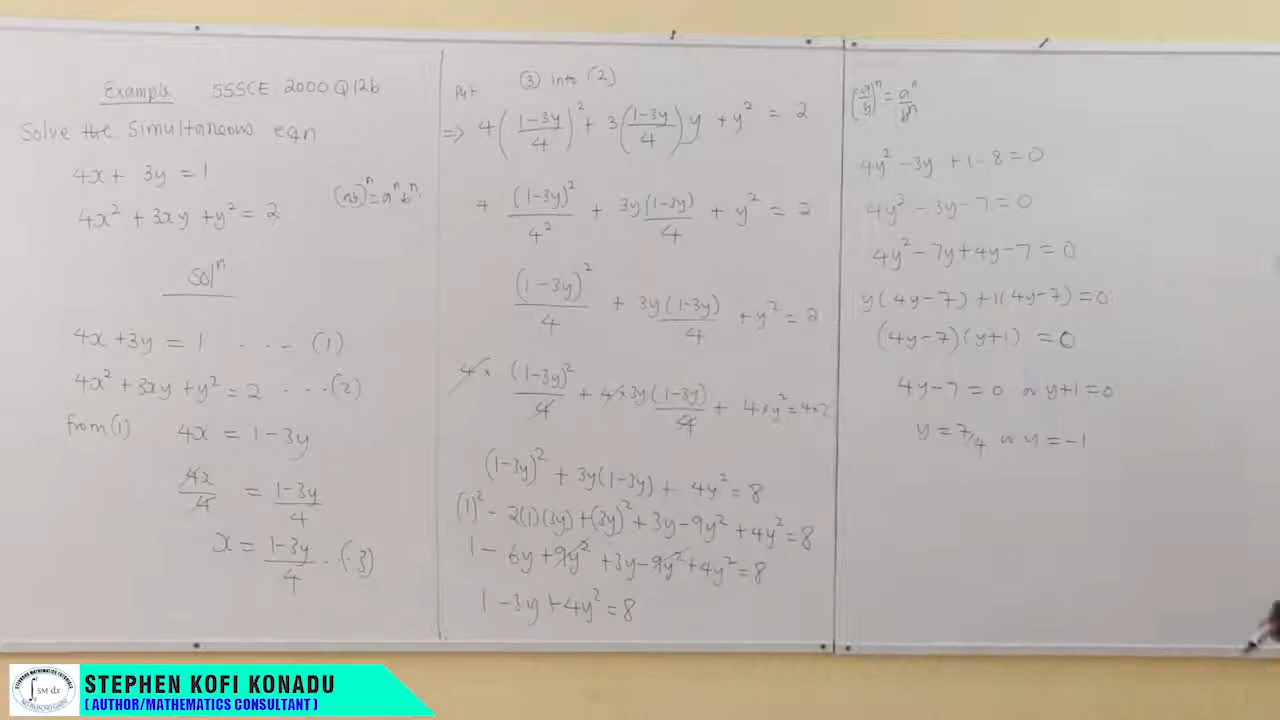 Example SSSCE 2000 Q12b
Solve the Simultaneous eqn
4x + 3y = 1
4x² + 3xy + y² = 2
(ab)ⁿ = aⁿbⁿ
Solⁿ
4x + 3y = 1 ... (1)
4x² + 3xy + y² = 2 ... (2)
from (1) 4x = 1 - 3y
4x/4 = (1-3y)/4
x = (1-3y)/4 ... (3)
Put (3) into (2)
=> 4((1-3y)/4)² + 3((1-3y)/4)y + y² = 2
4 (1-3y)²/4² + 3y(1-3y)/4 + y² = 2
(1-3y)²/4 + 3y(1-3y)/4 + y² = 2
4 × (1-3y)²/4 + 4×3y(1-3y)/4 + 4×y² = 4×2
(1-3y)² + 3y(1-3y) + 4y² = 8
(1)² - 2(1)(3y) + (3y)² + 3y - 9y² + 4y² = 8
1 - 6y + 9y² + 3y - 9y² + 4y² = 8
1 - 3y + 4y² = 8
(a/b)ⁿ = aⁿ/bⁿ
4y² - 3y + 1 - 8 = 0
4y² - 3y - 7 = 0
4y² - 7y + 4y - 7 = 0
y(4y-7) + 1(4y-7) = 0
(4y-7)(y+1) = 0
4y - 7 = 0 or y+1 = 0
y = 7/4 or y = -1
∫ SM dx
NO PAIN, NO GAIN
STEPHEN KOFI KONADU
( AUTHOR/MATHEMATICS CONSULTANT )